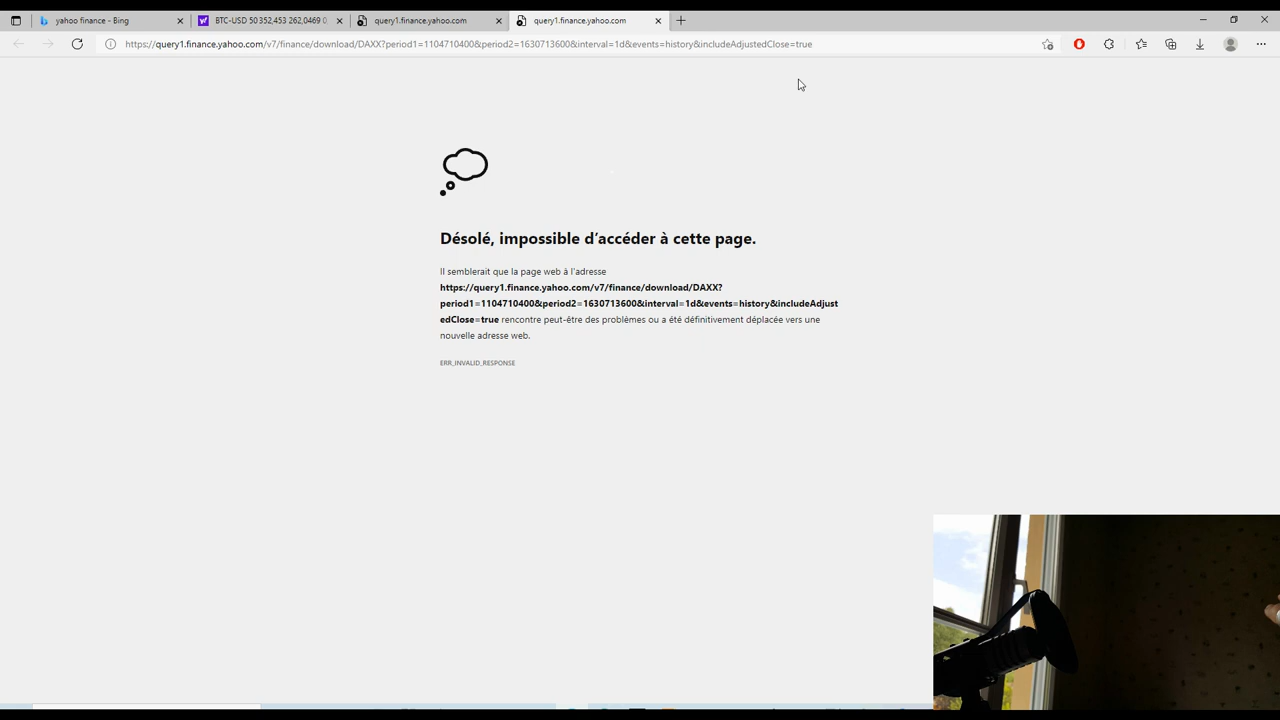 yahoo finance - Bing
BTC-USD 50 352,453 262,0469 0,
query1.finance.yahoo.com
query1.finance.yahoo.com
https://query1.finance.yahoo.com/v7/finance/download/DAXX?period1=1104710400&period2=1630713600&interval=1d&events=history&includeAdjustedClose=true
Désolé, impossible d’accéder à cette page.
Il semblerait que la page web à l’adresse
https://query1.finance.yahoo.com/v7/finance/download/DAXX?
period1=1104710400&period2=1630713600&interval=1d&events=history&includeAdjust
edClose=true rencontre peut-être des problèmes ou a été définitivement déplacée vers une
nouvelle adresse web.
ERR_INVALID_RESPONSE